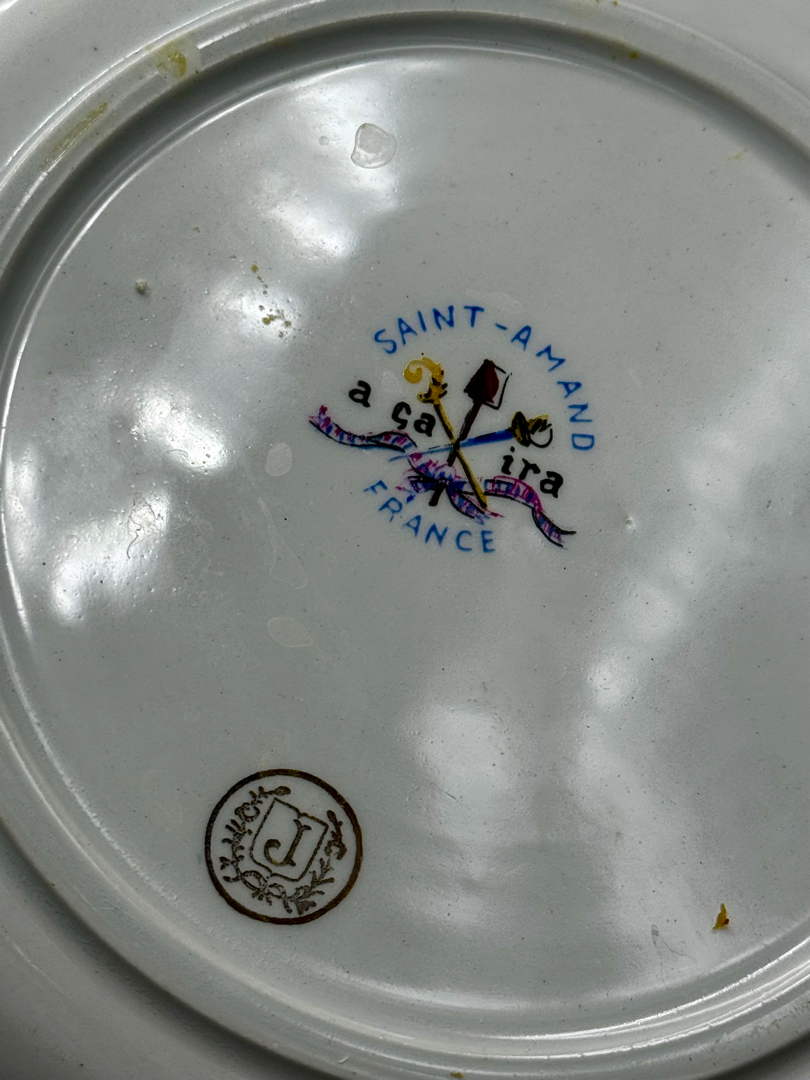 SAINT-AMAND
a ça
ira
FRANCE
J